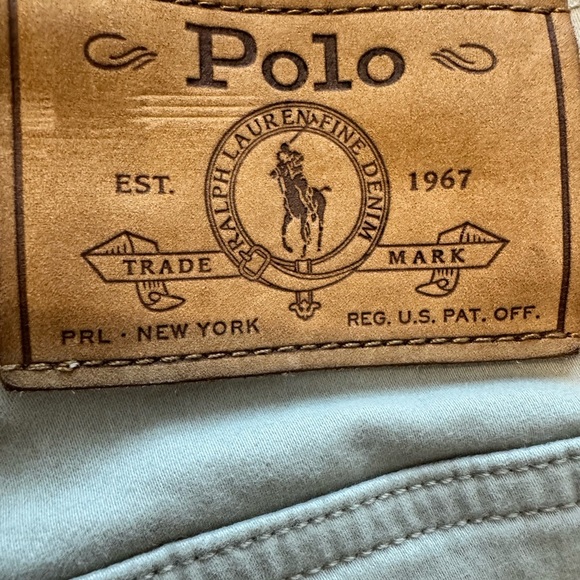 Polo
RALPH LAUREN FINE DENIM
EST. 1967
TRADE MARK
PRL · NEW YORK REG. U.S. PAT. OFF.